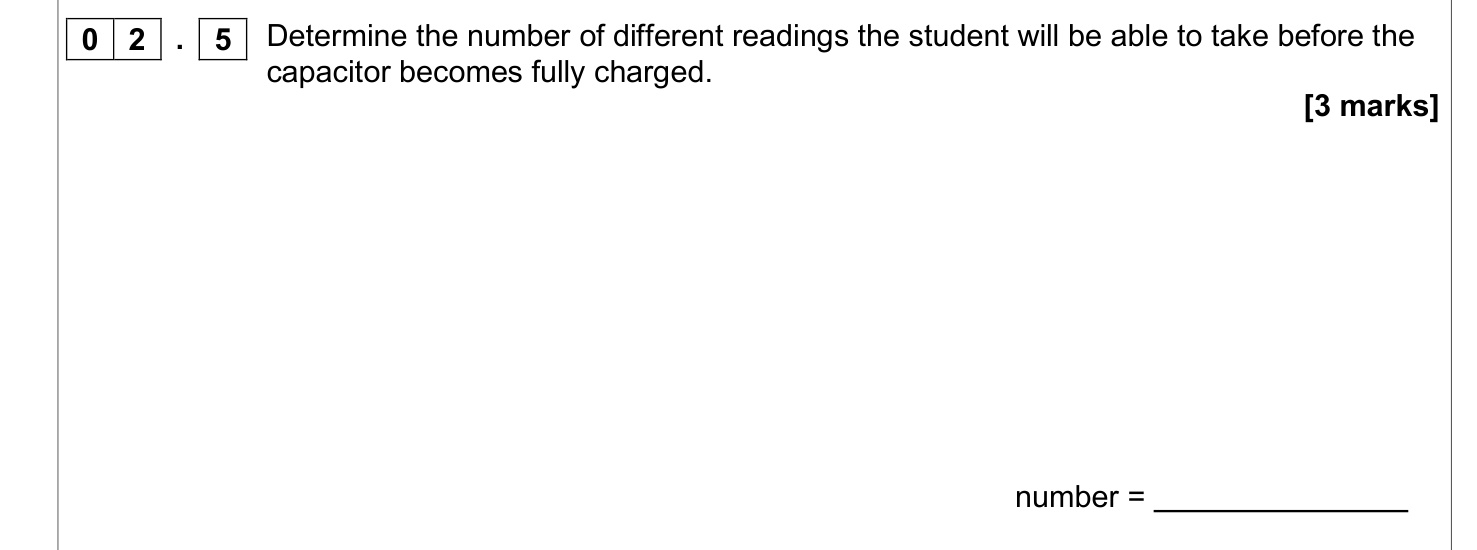 0 2 . 5 Determine the number of different readings the student will be able to take before the
capacitor becomes fully charged.
[3 marks]
number = ____________